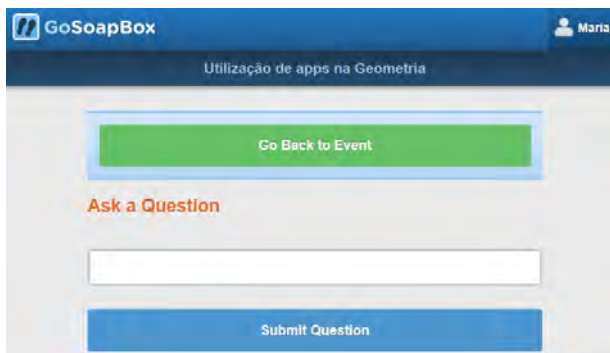 GoSoapBox
Maria
Utilização de apps na Geometria
Go Back to Event
Ask a Question
Submit Question